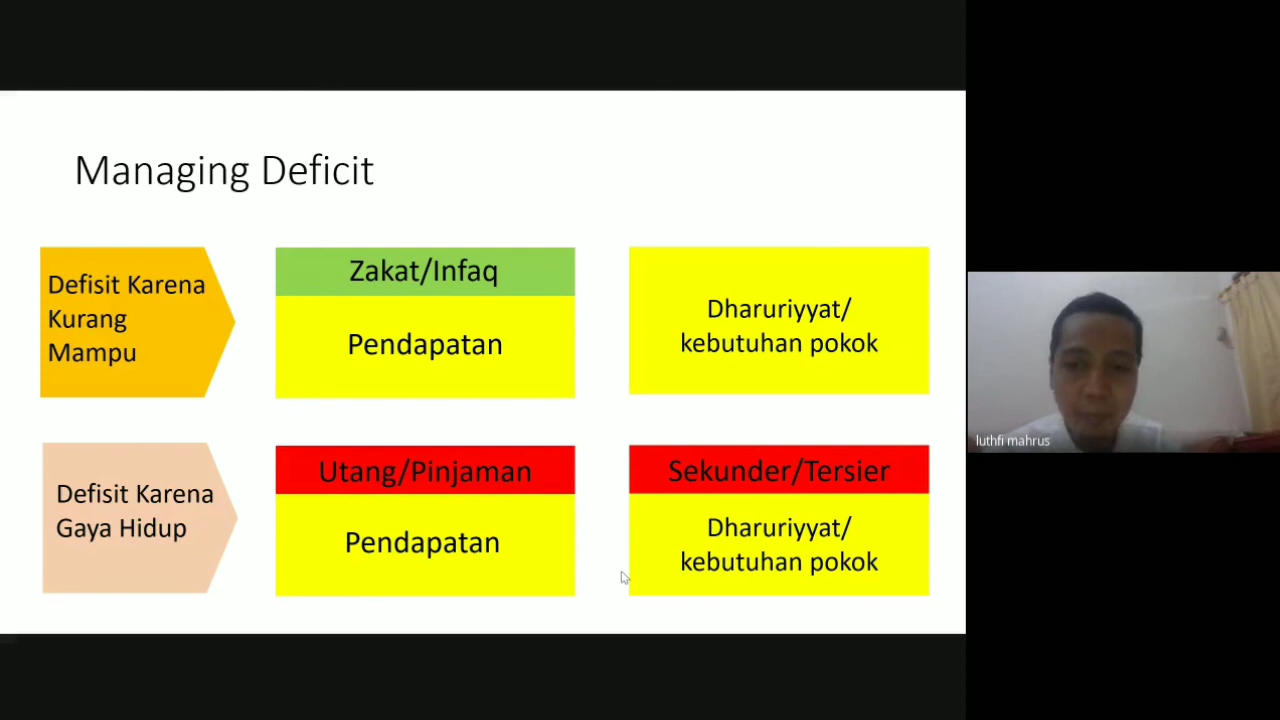 Managing Deficit
Defisit Karena
Kurang
Mampu
Zakat/Infaq
Pendapatan
Dharuriyyat/
kebutuhan pokok
Defisit Karena
Gaya Hidup
Utang/Pinjaman
Pendapatan
Sekunder/Tersier
Dharuriyyat/
kebutuhan pokok
luthfi mahrus